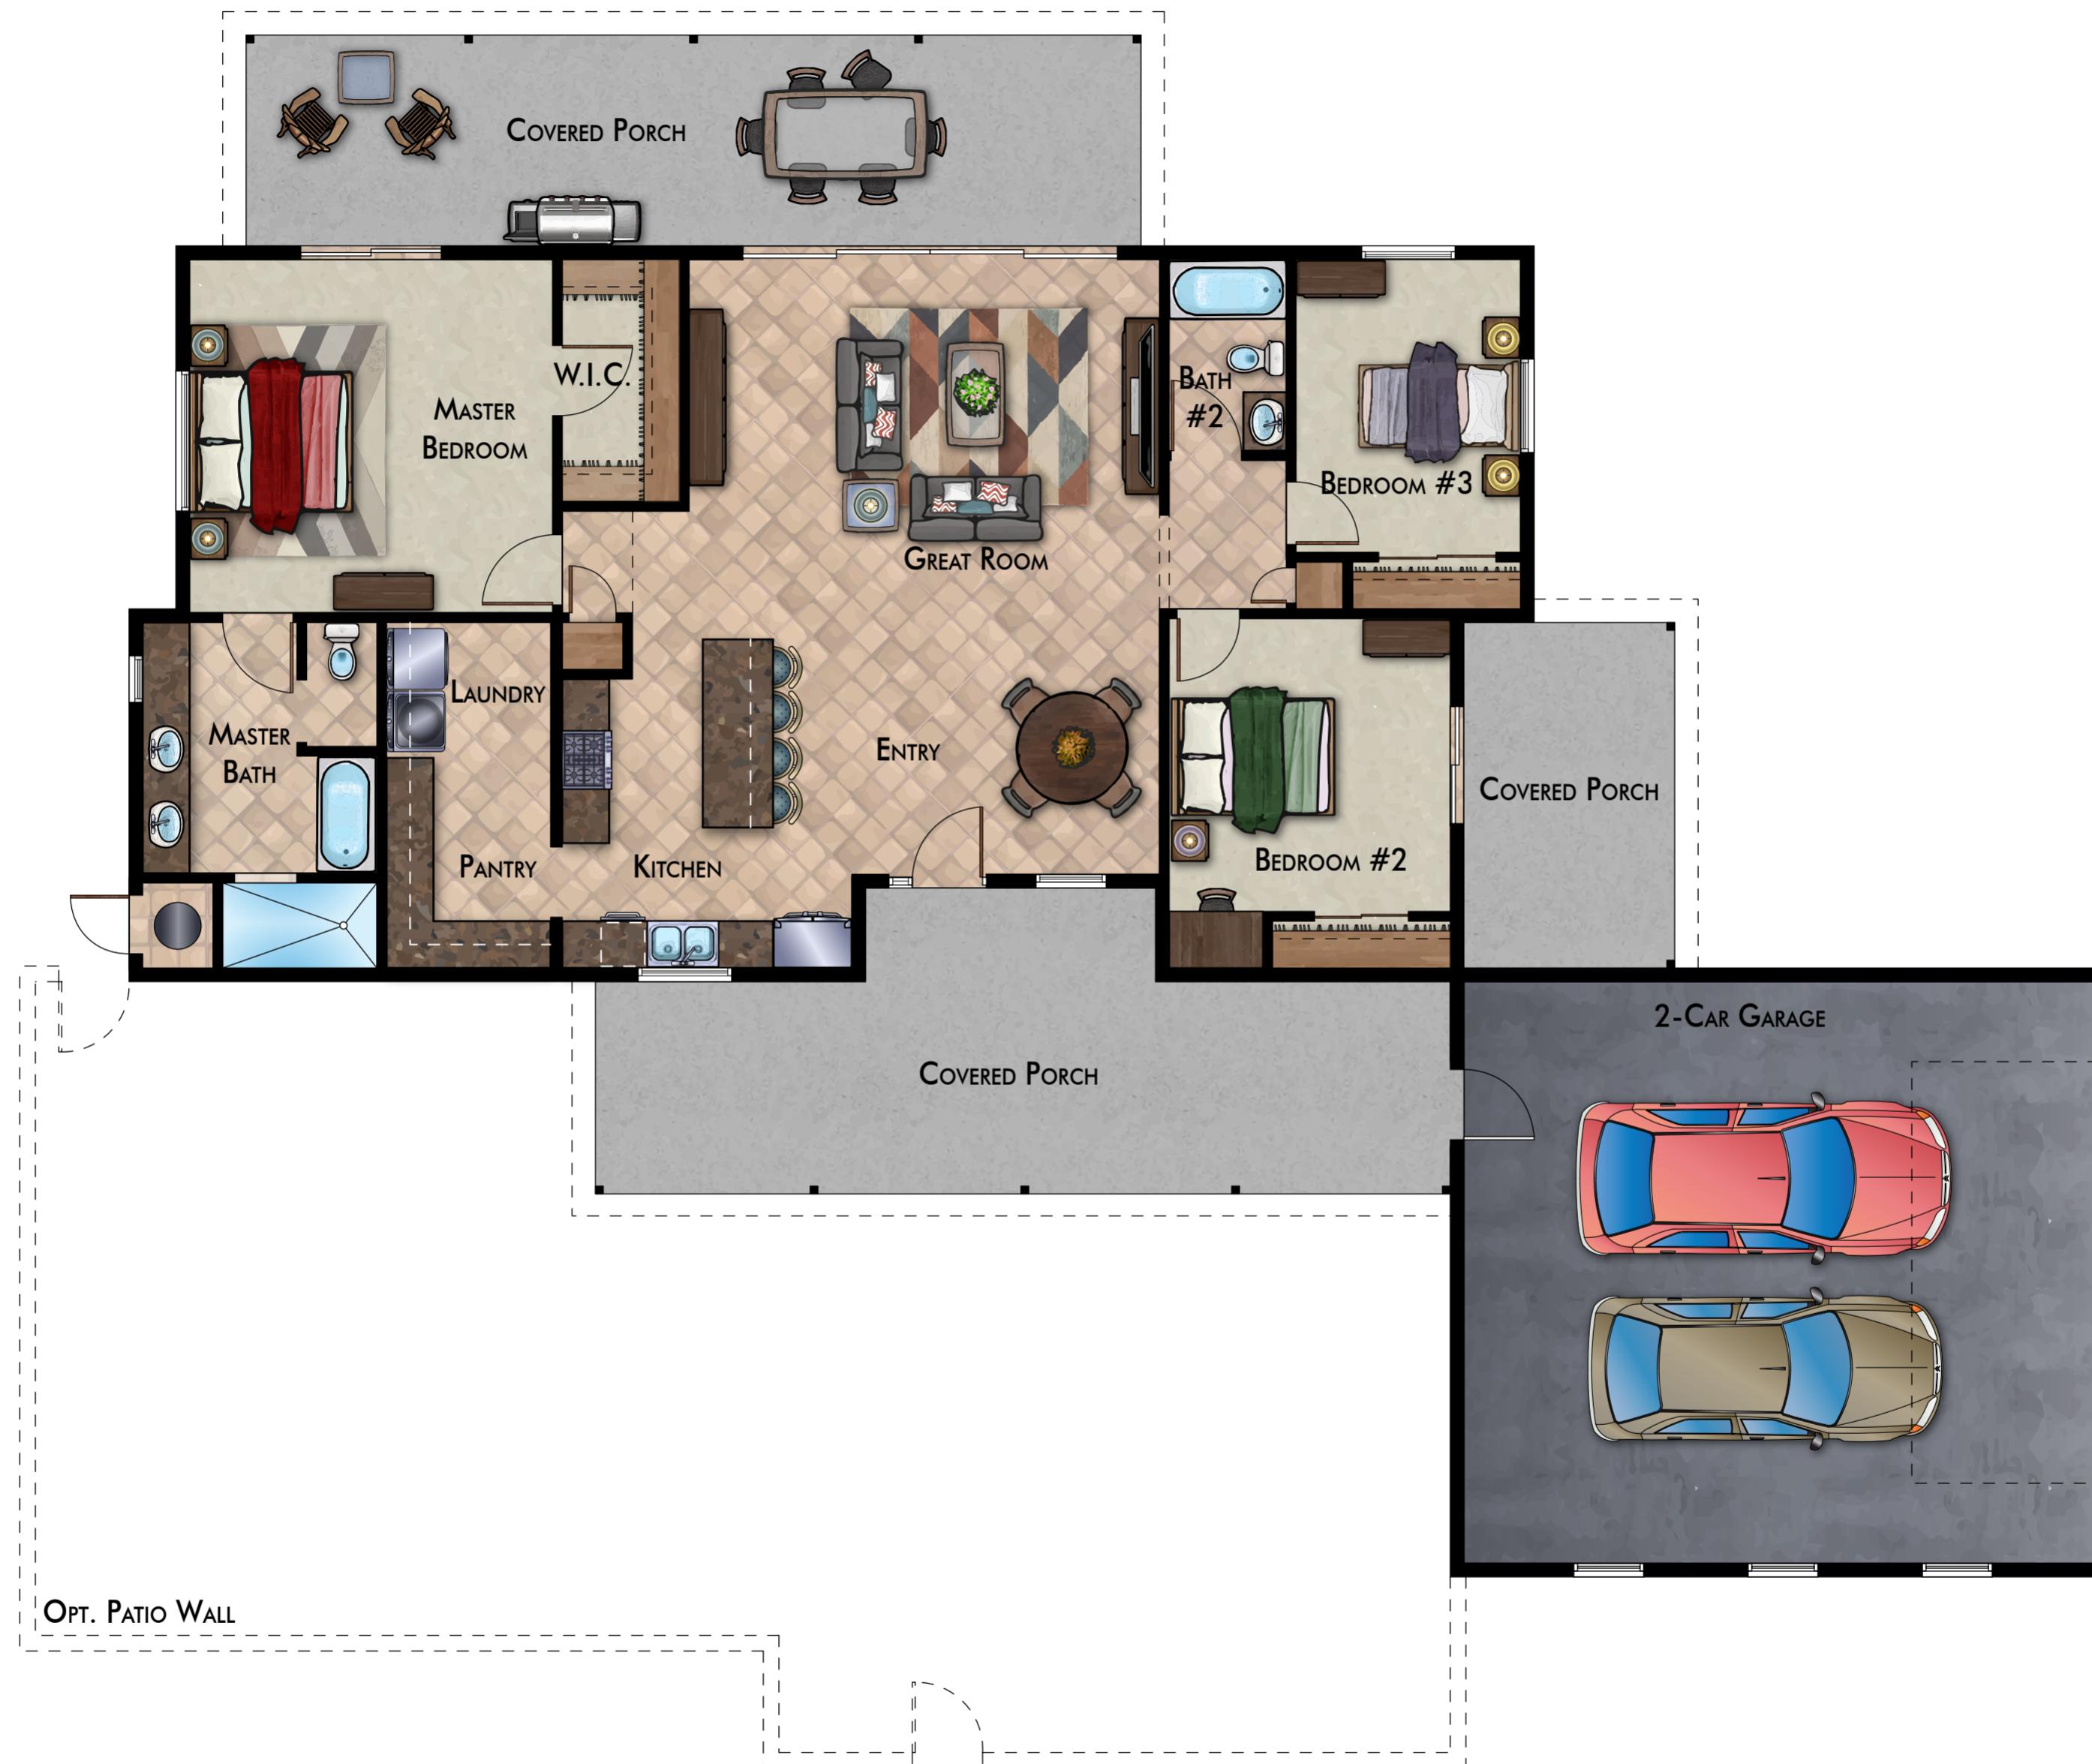 Covered Porch
W.I.C.
Master
Bedroom
Bath
#2
Bedroom #3
Great Room
Laundry
Master
Bath
Entry
Covered Porch
Pantry
Kitchen
Bedroom #2
2-Car Garage
Covered Porch
Opt. Patio Wall